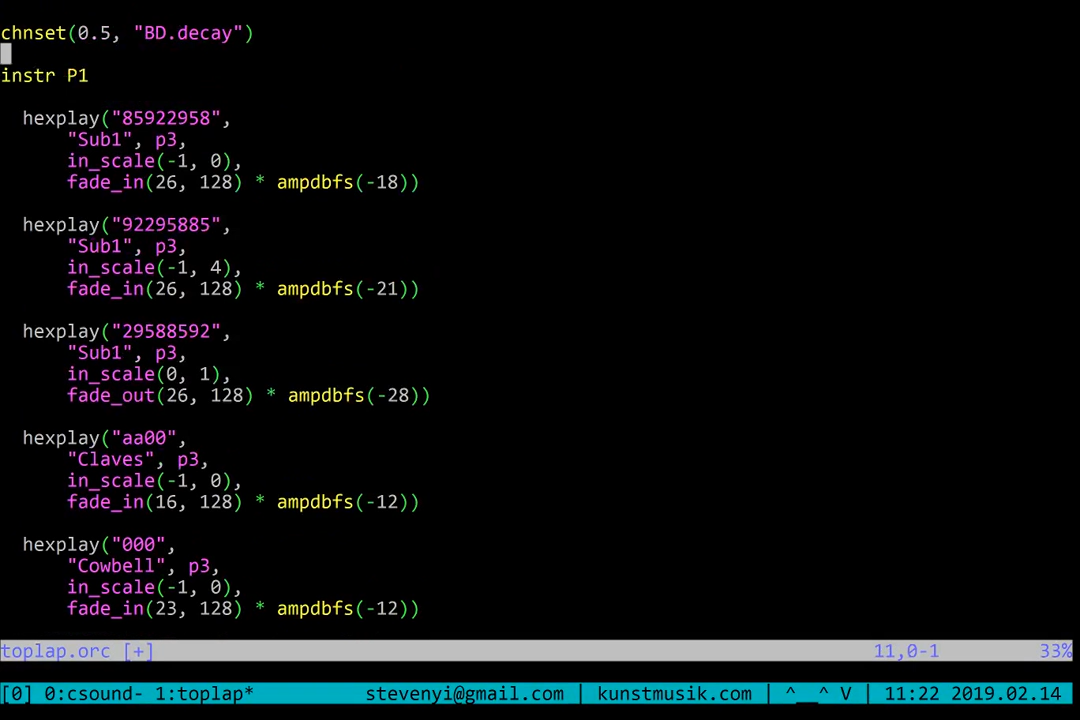 chnset(0.5, "BD.decay")
instr P1
hexplay("85922958",
"Sub1", p3,
in_scale(-1, 0),
fade_in(26, 128) * ampdbfs(-18))
hexplay("92295885",
"Sub1", p3,
in_scale(-1, 4),
fade_in(26, 128) * ampdbfs(-21))
hexplay("29588592",
"Sub1", p3,
in_scale(0, 1),
fade_out(26, 128) * ampdbfs(-28))
hexplay("aa00",
"Claves", p3,
in_scale(-1, 0),
fade_in(16, 128) * ampdbfs(-12))
hexplay("000",
"Cowbell", p3,
in_scale(-1, 0),
fade_in(23, 128) * ampdbfs(-12))
toplap.orc [+] 11,0-1 33%
[0] 0:csound- 1:toplap* stevenyi@gmail.com | kunstmusik.com | ^__^ V | 11:22 2019.02.14